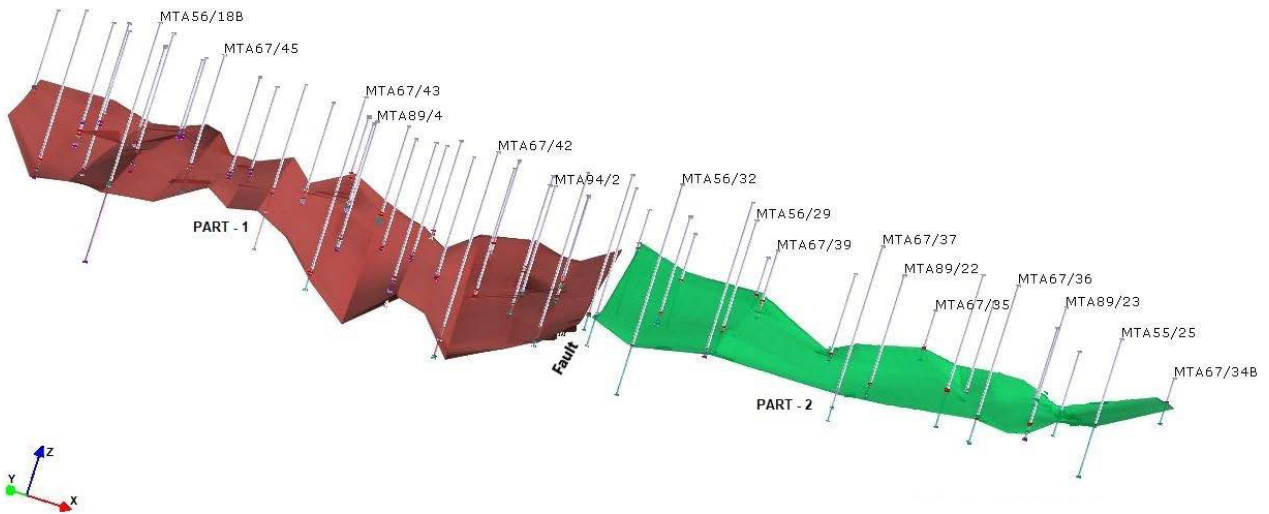 MTA56/18B
MTA67/45
MTA67/43
MTA89/4
MTA67/42
MTA94/2
MTA56/32
MTA56/29
MTA67/39
MTA67/37
MTA89/22
MTA67/36
MTA67/35
MTA89/23
MTA55/25
MTA67/34B
PART - 1
Fault
PART - 2
Z
Y
X